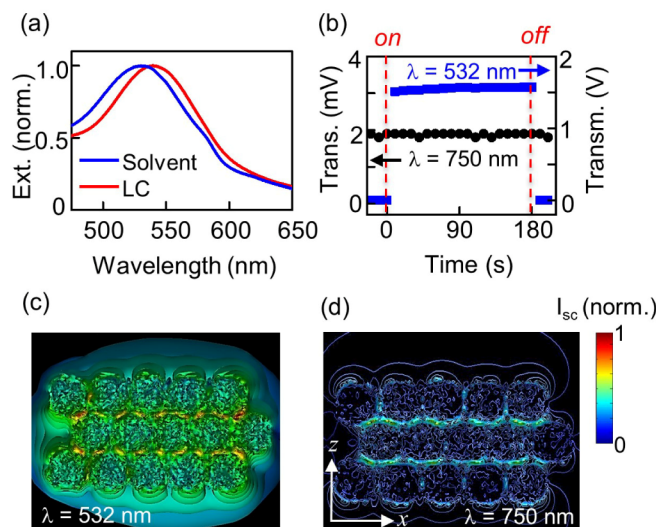 (a)
Ext. (norm.)
1.0
0.5
0
Solvent
LC
500 550 600 650
Wavelength (nm)
(b)
on off
Trans. (mV)
4
2
0
λ = 532 nm
λ = 750 nm
2
1
0
Transm. (V)
0 90 180
Time (s)
(c)
λ = 532 nm
(d)
z
x
λ = 750 nm
Isc (norm.)
1
0